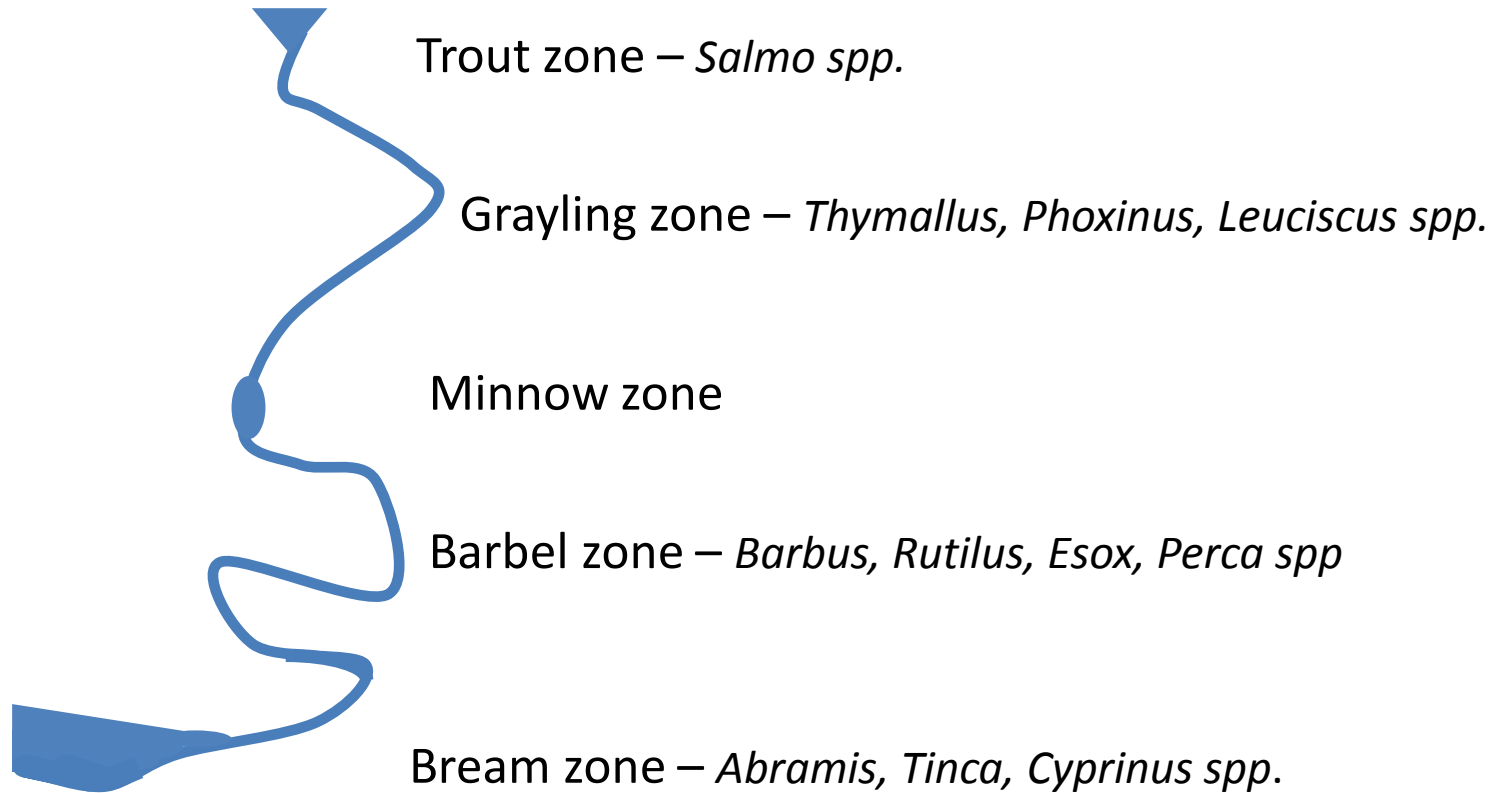 Trout zone – Salmo spp.
Grayling zone – Thymallus, Phoxinus, Leuciscus spp.
Minnow zone
Barbel zone – Barbus, Rutilus, Esox, Perca spp
Bream zone – Abramis, Tinca, Cyprinus spp.